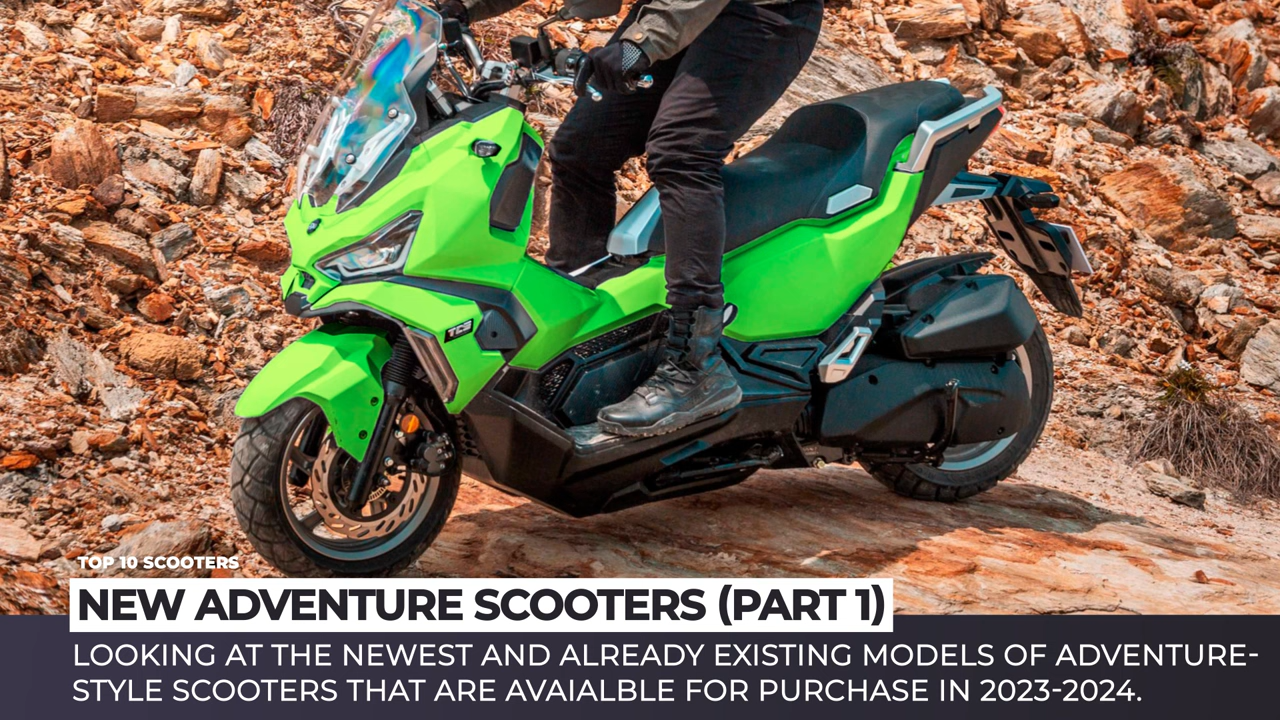 TCS
TOP 10 SCOOTERS
NEW ADVENTURE SCOOTERS (PART 1)
LOOKING AT THE NEWEST AND ALREADY EXISTING MODELS OF ADVENTURE-
STYLE SCOOTERS THAT ARE AVAIALBLE FOR PURCHASE IN 2023-2024.